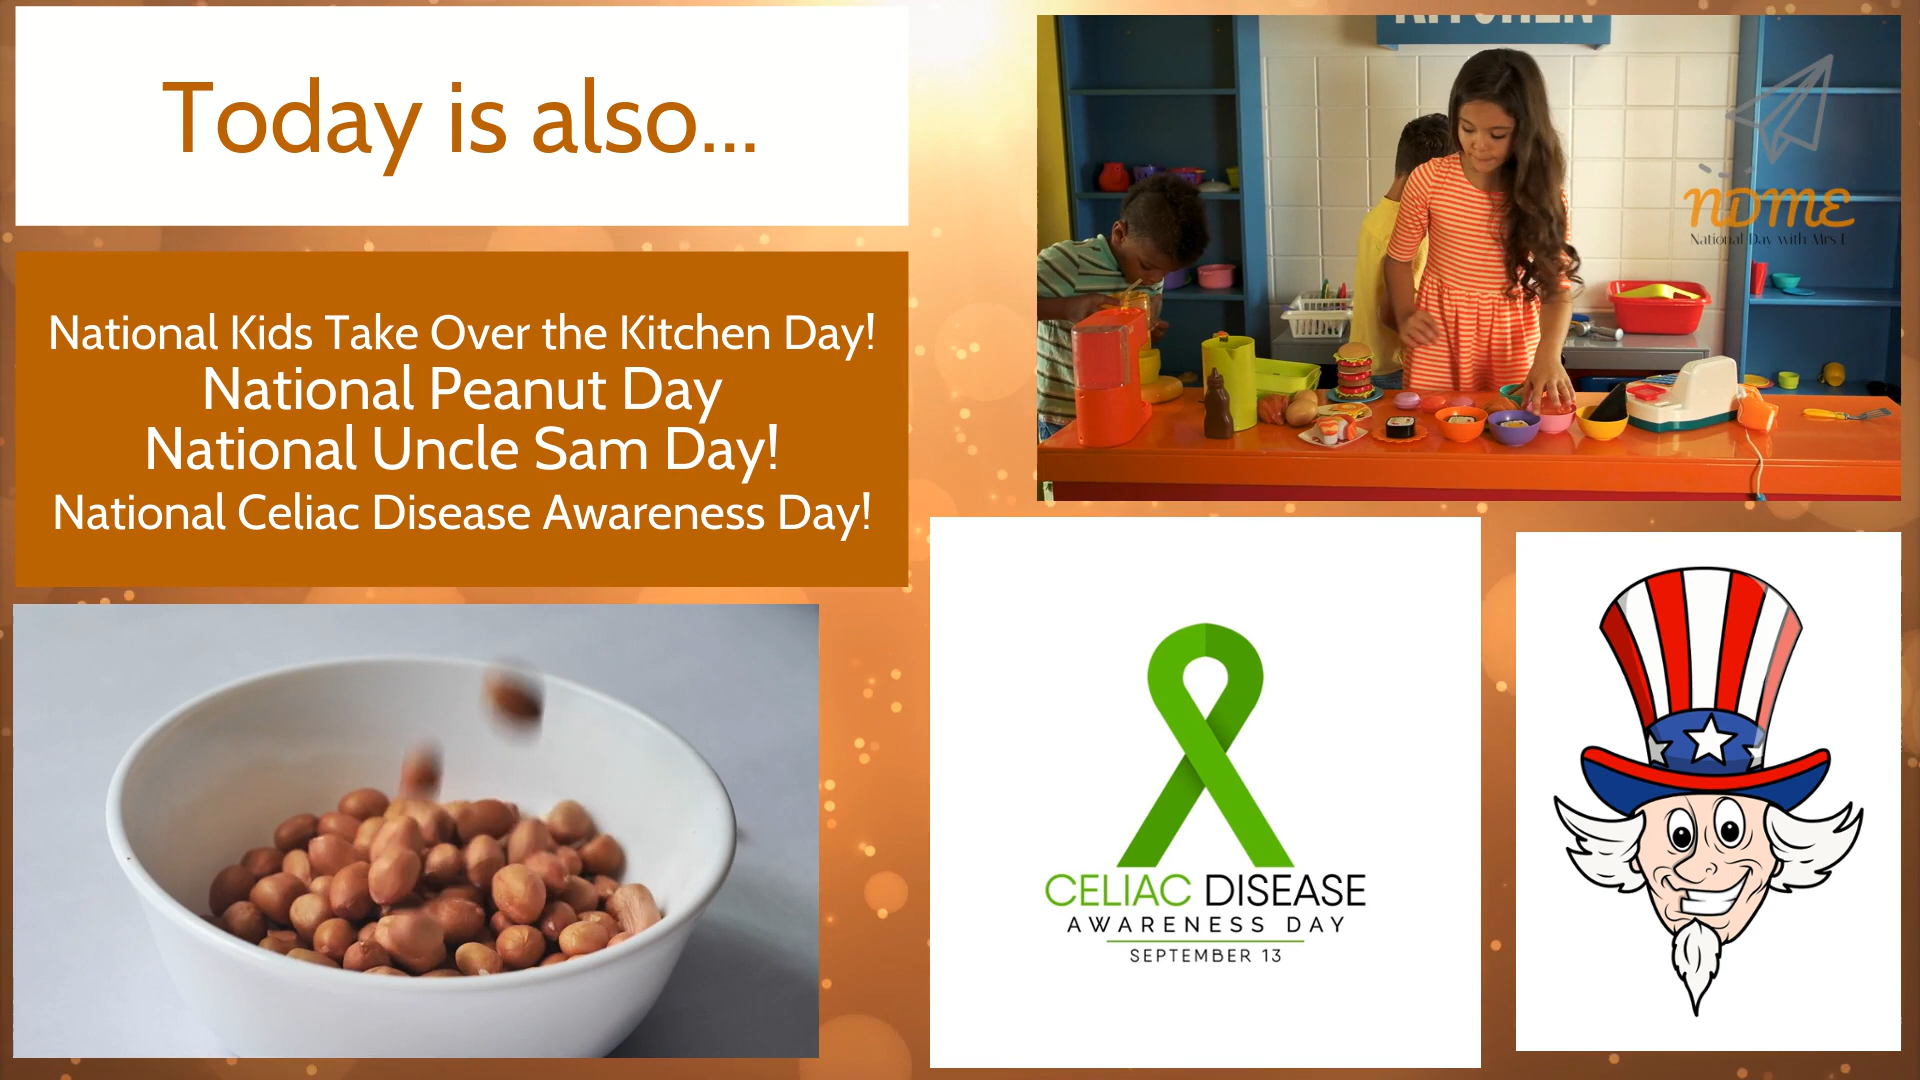 Today is also...
National Kids Take Over the Kitchen Day!
National Peanut Day
National Uncle Sam Day!
National Celiac Disease Awareness Day!
KITCHEN
NDME
National Day with Mrs E
CELIAC DISEASE
AWARENESS DAY
SEPTEMBER 13